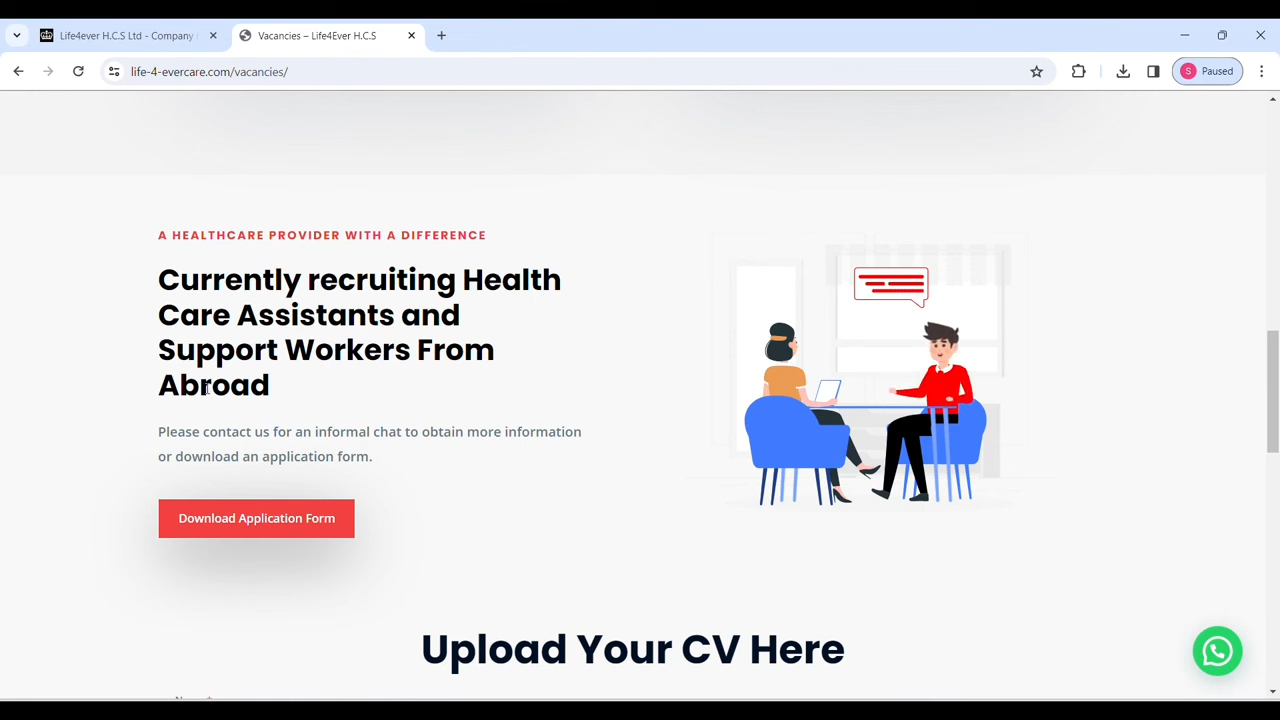 Life4ever H.C.S Ltd - Company
Vacancies – Life4Ever H.C.S
life-4-evercare.com/vacancies/
S
Paused
A HEALTHCARE PROVIDER WITH A DIFFERENCE
Currently recruiting Health
Care Assistants and
Support Workers From
Abroad
Please contact us for an informal chat to obtain more information
or download an application form.
Download Application Form
Upload Your CV Here